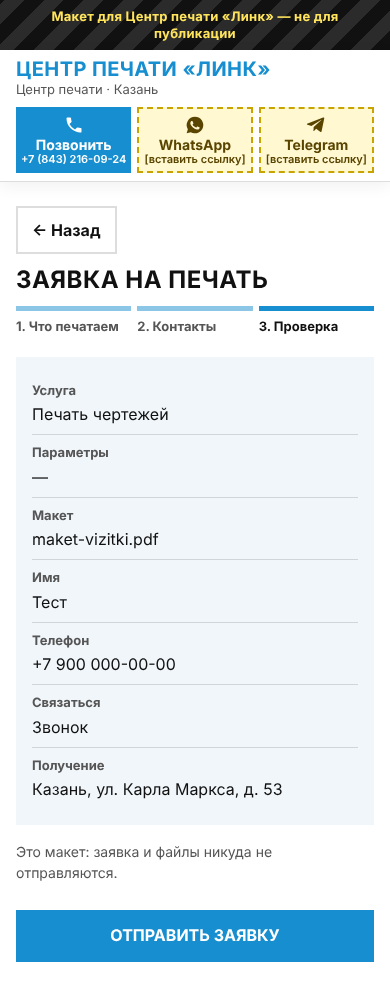 Макет для Центр печати «Линк» — не для
публикации
ЦЕНТР ПЕЧАТИ «ЛИНК»
Центр печати · Казань
Позвонить
+7 (843) 216-09-24
WhatsApp
[вставить ссылку]
Telegram
[вставить ссылку]
← Назад
ЗАЯВКА НА ПЕЧАТЬ
1. Что печатаем
2. Контакты
3. Проверка
Услуга
Печать чертежей
Параметры
—
Макет
maket-vizitki.pdf
Имя
Тест
Телефон
+7 900 000-00-00
Связаться
Звонок
Получение
Казань, ул. Карла Маркса, д. 53
Это макет: заявка и файлы никуда не
отправляются.
ОТПРАВИТЬ ЗАЯВКУ